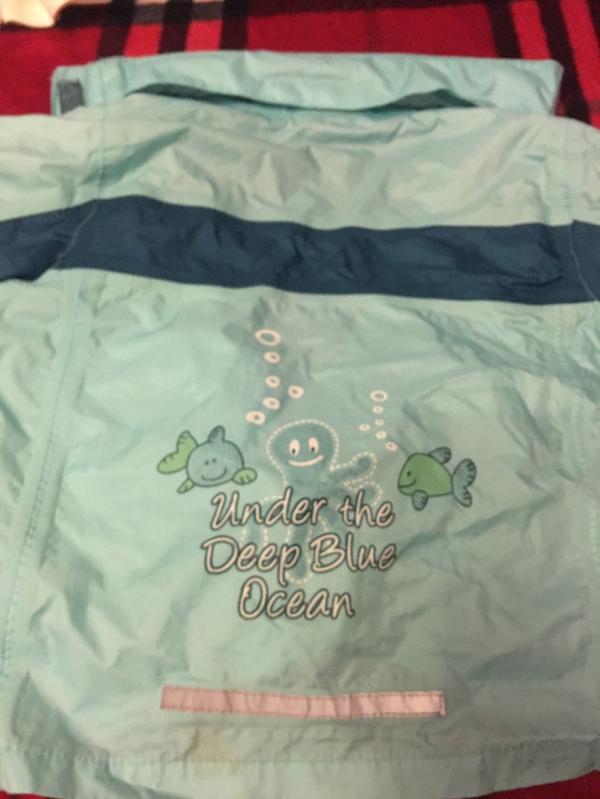 Under the
Deep Blue
Ocean